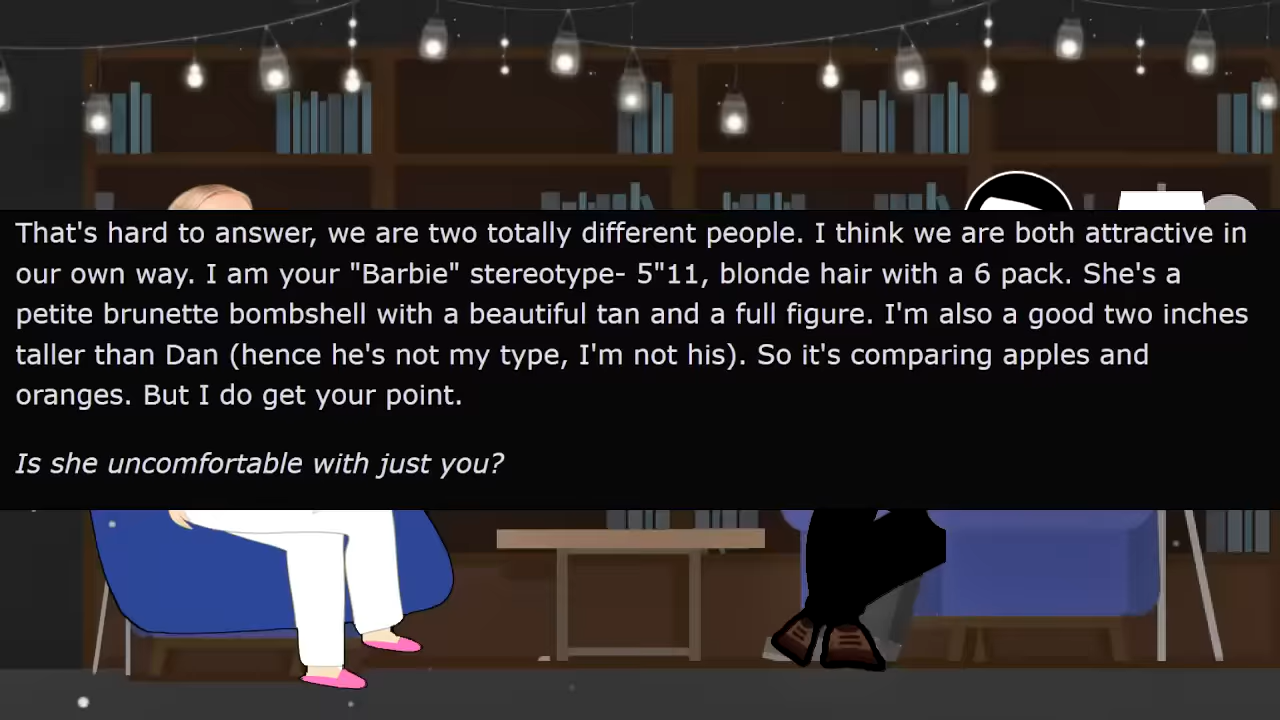 That's hard to answer, we are two totally different people. I think we are both attractive in
our own way. I am your "Barbie" stereotype- 5"11, blonde hair with a 6 pack. She's a
petite brunette bombshell with a beautiful tan and a full figure. I'm also a good two inches
taller than Dan (hence he's not my type, I'm not his). So it's comparing apples and
oranges. But I do get your point.
Is she uncomfortable with just you?